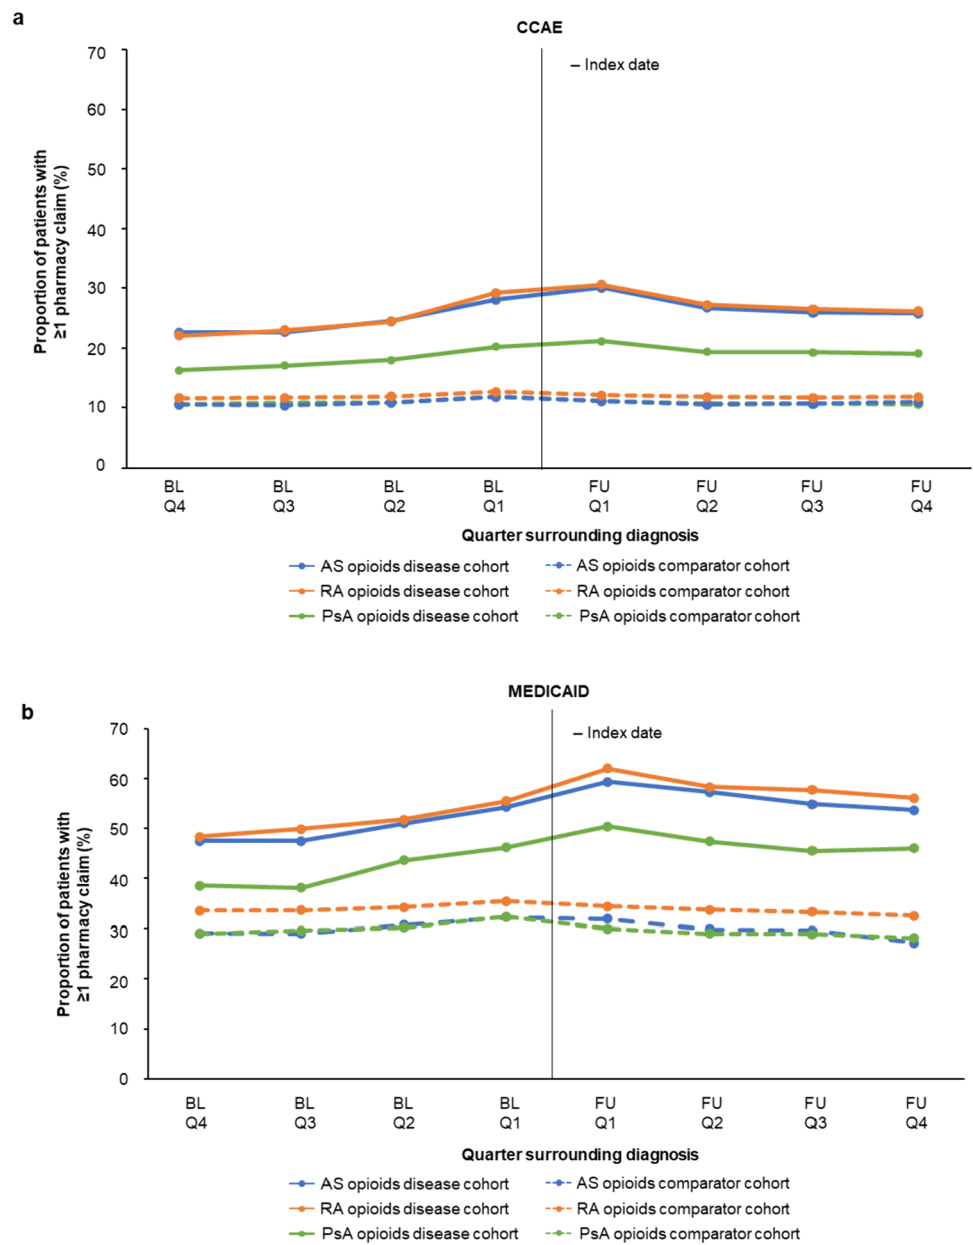 a
CCAE
– Index date
Proportion of patients with
≥1 pharmacy claim (%)
70
60
50
40
30
20
10
0
BL BL BL BL FU FU FU FU
Q4 Q3 Q2 Q1 Q1 Q2 Q3 Q4
Quarter surrounding diagnosis
AS opioids disease cohort AS opioids comparator cohort
RA opioids disease cohort RA opioids comparator cohort
PsA opioids disease cohort PsA opioids comparator cohort
b
MEDICAID
– Index date
Proportion of patients with
≥1 pharmacy claim (%)
70
60
50
40
30
20
10
0
BL BL BL BL FU FU FU FU
Q4 Q3 Q2 Q1 Q1 Q2 Q3 Q4
Quarter surrounding diagnosis
AS opioids disease cohort AS opioids comparator cohort
RA opioids disease cohort RA opioids comparator cohort
PsA opioids disease cohort PsA opioids comparator cohort